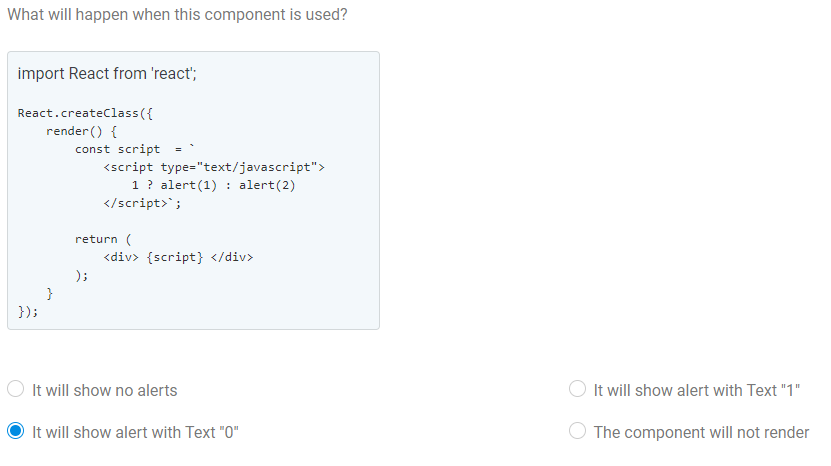 What will happen when this component is used?
import React from 'react';
React.createClass({
render() {
const script = `
<script type="text/javascript">
1 ? alert(1) : alert(2)
</script>`;
return (
<div> {script} </div>
);
}
});
It will show no alerts
It will show alert with Text "1"
It will show alert with Text "0"
The component will not render